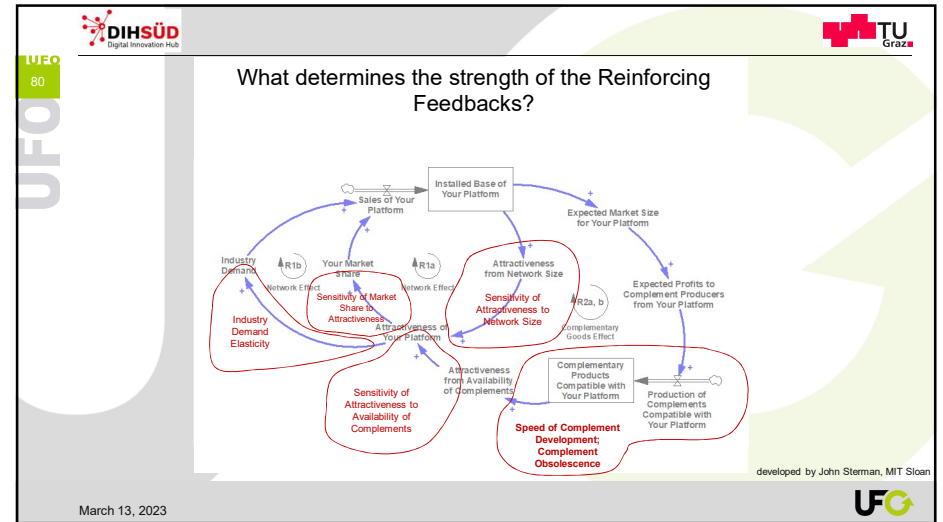 DIHSÜD
Digital Innovation Hub
TU
Graz
UFO
80
UFO
What determines the strength of the Reinforcing
Feedbacks?
Installed Base of
Your Platform
Sales of Your
Platform
+
+
+
Expected Market Size
for Your Platform
+
Industry
Demand
R1b
Network Effect
Your Market
Share
R1a
Network Effect
Attractiveness
from Network Size
+
Expected Profits to
Complement Producers
from Your Platform
+
+
+
Sensitivity of Market
Share to
Attractiveness
Sensitivity of
Attractiveness to
Network Size
R2a, b
Complementary
Goods Effect
Industry
Demand
Elasticity
Attractiveness of
Your Platform
+
+
Attractiveness
from Availability
of Complements
+
Complementary
Products
Compatible with
Your Platform
+
Production of
Complements
Compatible with
Your Platform
Sensitivity of
Attractiveness to
Availability of
Complements
Speed of Complement
Development;
Complement
Obsolescence
developed by John Sterman, MIT Sloan
March 13, 2023
UFO